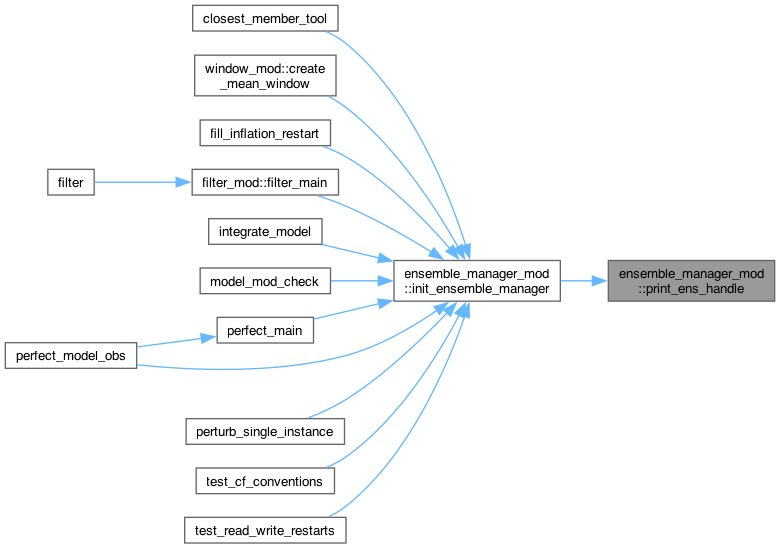 closest_member_tool
window_mod::create
_mean_window
fill_inflation_restart
filter
filter_mod::filter_main
integrate_model
ensemble_manager_mod
::init_ensemble_manager
ensemble_manager_mod
::print_ens_handle
model_mod_check
perfect_main
perfect_model_obs
perturb_single_instance
test_cf_conventions
test_read_write_restarts